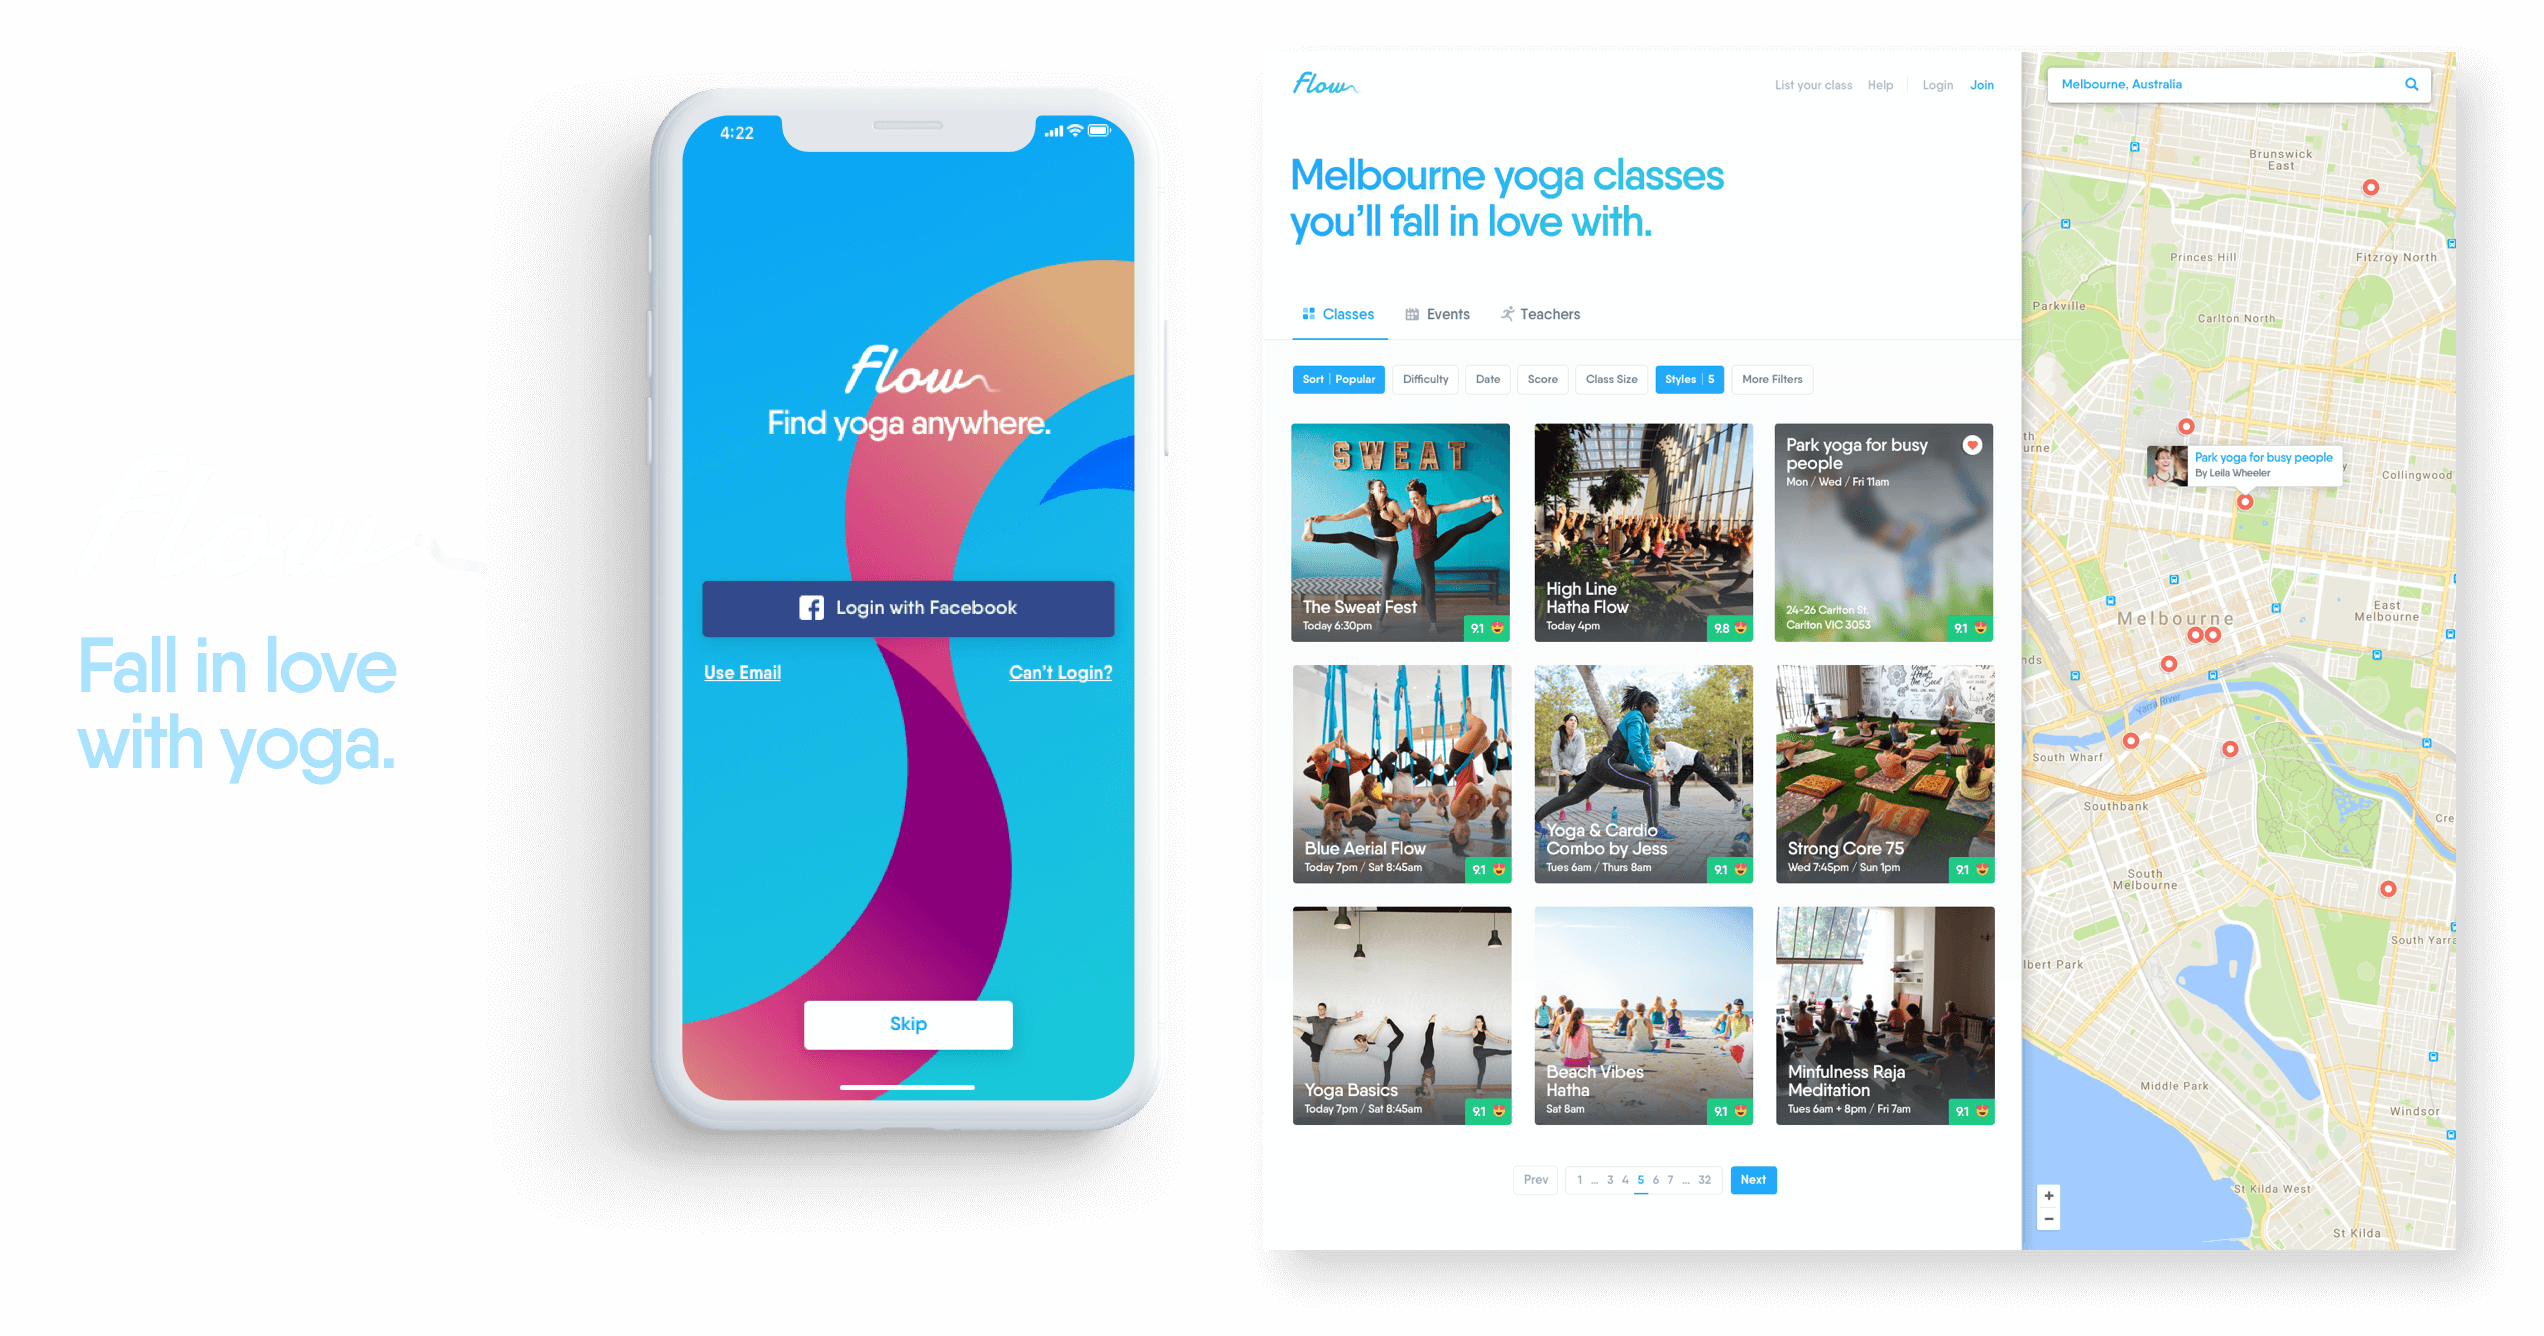 Flow
Fall in love
with yoga.
4:22
Flow
Find yoga anywhere.
Login with Facebook
Use Email
Can't Login?
Skip
Flow
List your class
Help
Login
Join
Melbourne yoga classes
you'll fall in love with.
Classes
Events
Teachers
Sort | Popular
Difficulty
Date
Score
Class Size
Styles | 5
More Filters
SWEAT
The Sweat Fest
Today 6:30pm
9.1
High Line
Hatha Flow
Today 4pm
9.8
Park yoga for busy
people
Mon / Wed / Fri 11am
24-26 Carlton St,
Carlton VIC 3053
9.1
Blue Aerial Flow
Today 7pm / Sat 8:45am
9.1
Yoga & Cardio
Combo by Jess
Tues 6am / Thurs 8am
9.1
Strong Core 75
Wed 7:45pm / Sun 1pm
9.1
Yoga Basics
Today 7pm / Sat 8:45am
9.1
Beach Vibes
Hatha
Sat 8am
9.1
Minfulness Raja
Meditation
Tues 6am + 8pm / Fri 7am
9.1
Prev
1 ... 3 4 5 6 7 ... 32
Next
Melbourne, Australia
Brunswick
East
Princes Hill
Fitzroy North
Parkville
Carlton North
th
urne
Park yoga for busy people
By Leila Wheeler
y
Collingwood
Melbourne
East
Melbourne
nds
Yarra River
South Wharf
Southbank
Cre
South
Melbourne
South Yarra
lbert Park
Middle Park
Windsor
St Kilda West
St Kilda
+
−